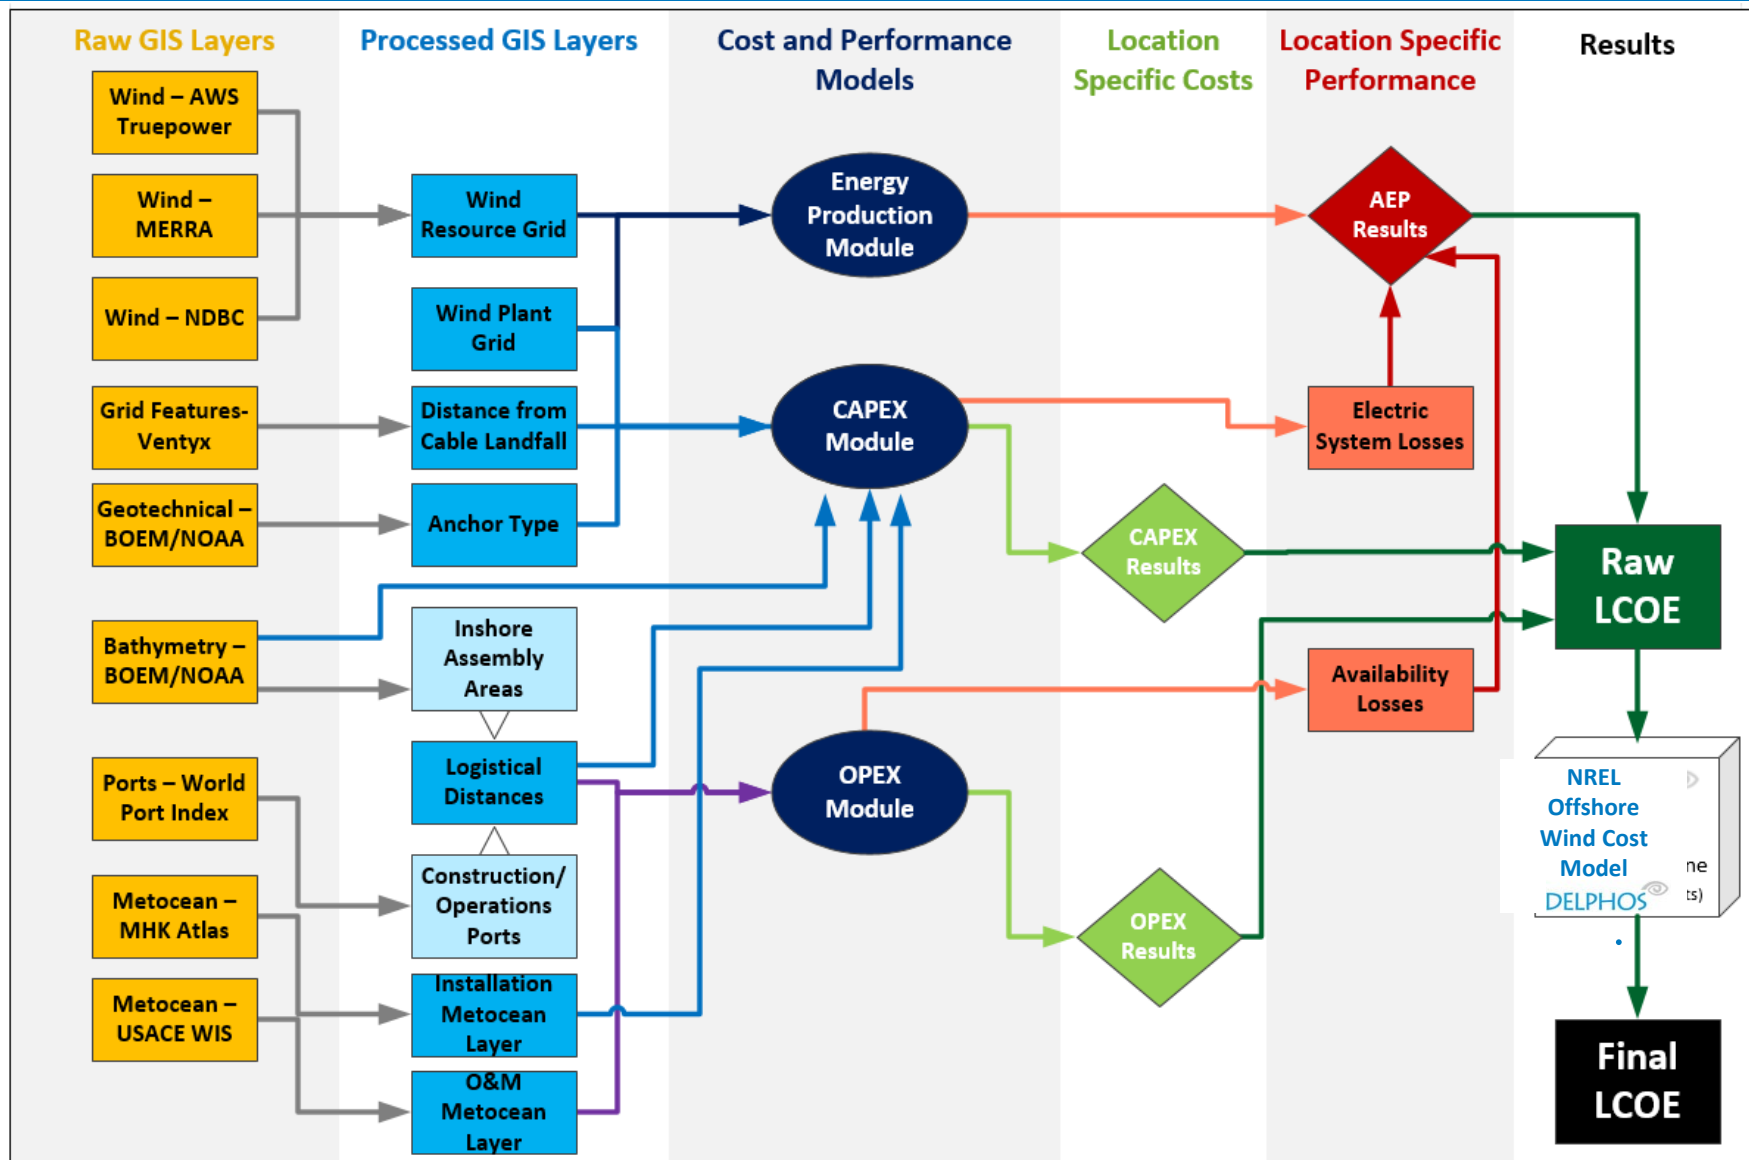 Raw GIS Layers
Processed GIS Layers
Cost and Performance
Models
Location
Specific Costs
Location Specific
Performance
Results
Wind – AWS
Truepower
Wind –
MERRA
Wind – NDBC
Grid Features-
Ventyx
Geotechnical –
BOEM/NOAA
Bathymetry –
BOEM/NOAA
Ports – World
Port Index
Metocean –
MHK Atlas
Metocean –
USACE WIS
Wind
Resource Grid
Wind Plant
Grid
Distance from
Cable Landfall
Anchor Type
Inshore
Assembly
Areas
Logistical
Distances
Construction/
Operations
Ports
Installation
Metocean
Layer
O&M
Metocean
Layer
Energy
Production
Module
CAPEX
Module
OPEX
Module
CAPEX
Results
OPEX
Results
AEP
Results
Electric
System Losses
Availability
Losses
Raw
LCOE
NREL
Offshore
Wind Cost
Model
ne
ts)
DELPHOS
Final
LCOE